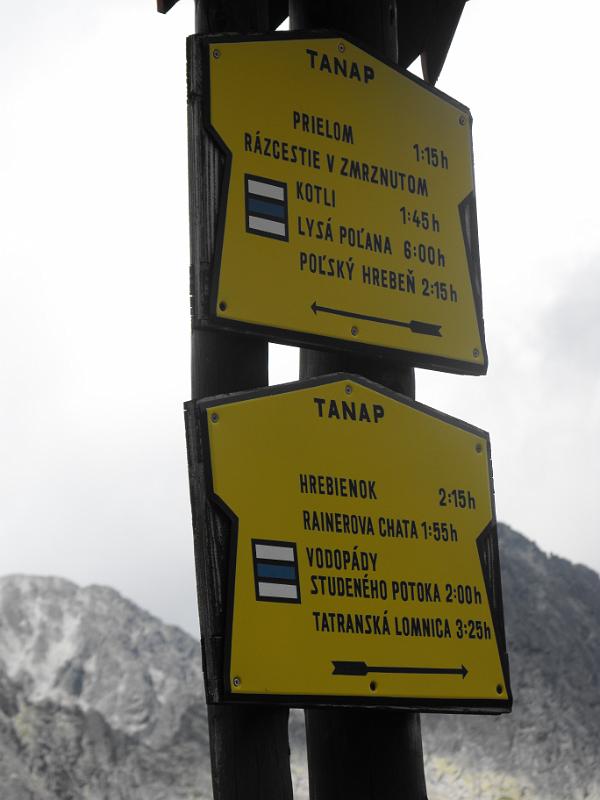 TANAP
PRIELOM 1:15h
RÁZCESTIE V ZMRZNUTOM
KOTLI 1:45h
LYSÁ POĽANA 6:00h
POĽSKÝ HREBEŇ 2:15h
TANAP
HREBIENOK 2:15h
RAINEROVA CHATA 1:55h
VODOPÁDY
STUDENÉHO POTOKA 2:00h
TATRANSKÁ LOMNICA 3:25h